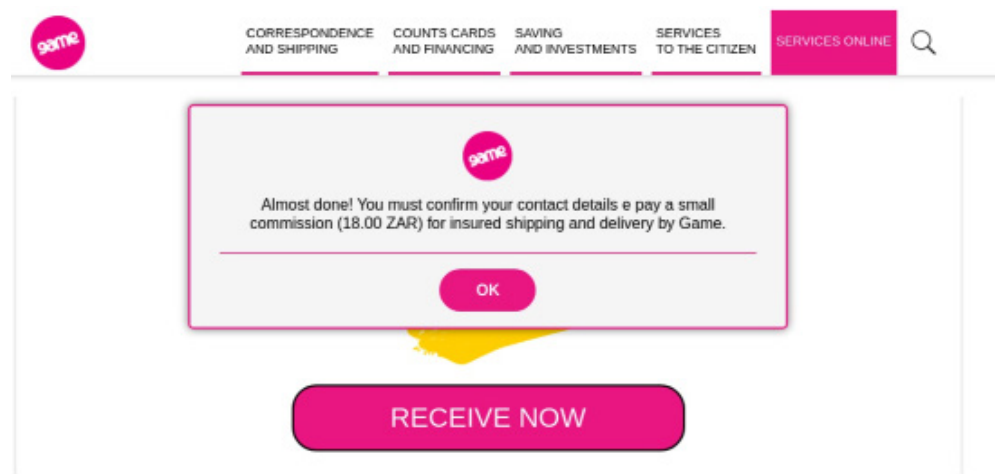 game
CORRESPONDENCE
AND SHIPPING
COUNTS CARDS
AND FINANCING
SAVING
AND INVESTMENTS
SERVICES
TO THE CITIZEN
SERVICES ONLINE
game
Almost done! You must confirm your contact details e pay a small
commission (18.00 ZAR) for insured shipping and delivery by Game.
OK
RECEIVE NOW